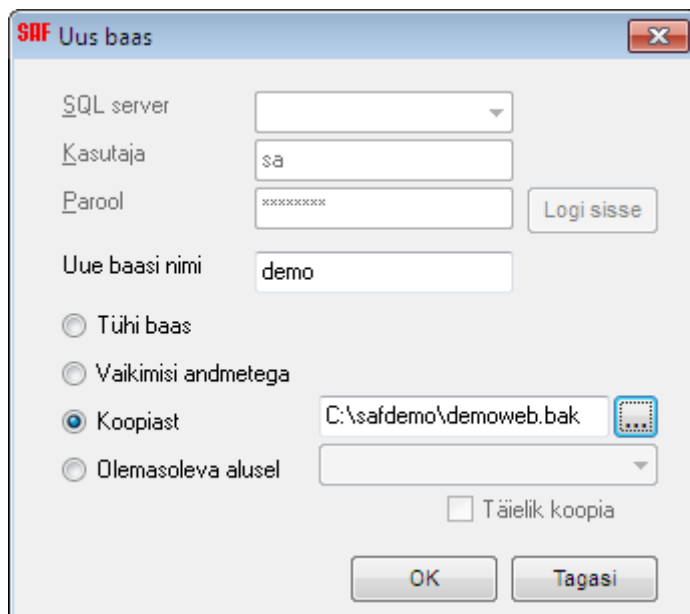 SAF Uus baas
SQL server
Kasutaja sa
Parool ******** Logi sisse
Uue baasi nimi demo
Tühi baas
Vaikimisi andmetega
Koopiast C:\safdemo\demoweb.bak ...
Olemasoleva alusel
Täielik koopia
OK Tagasi